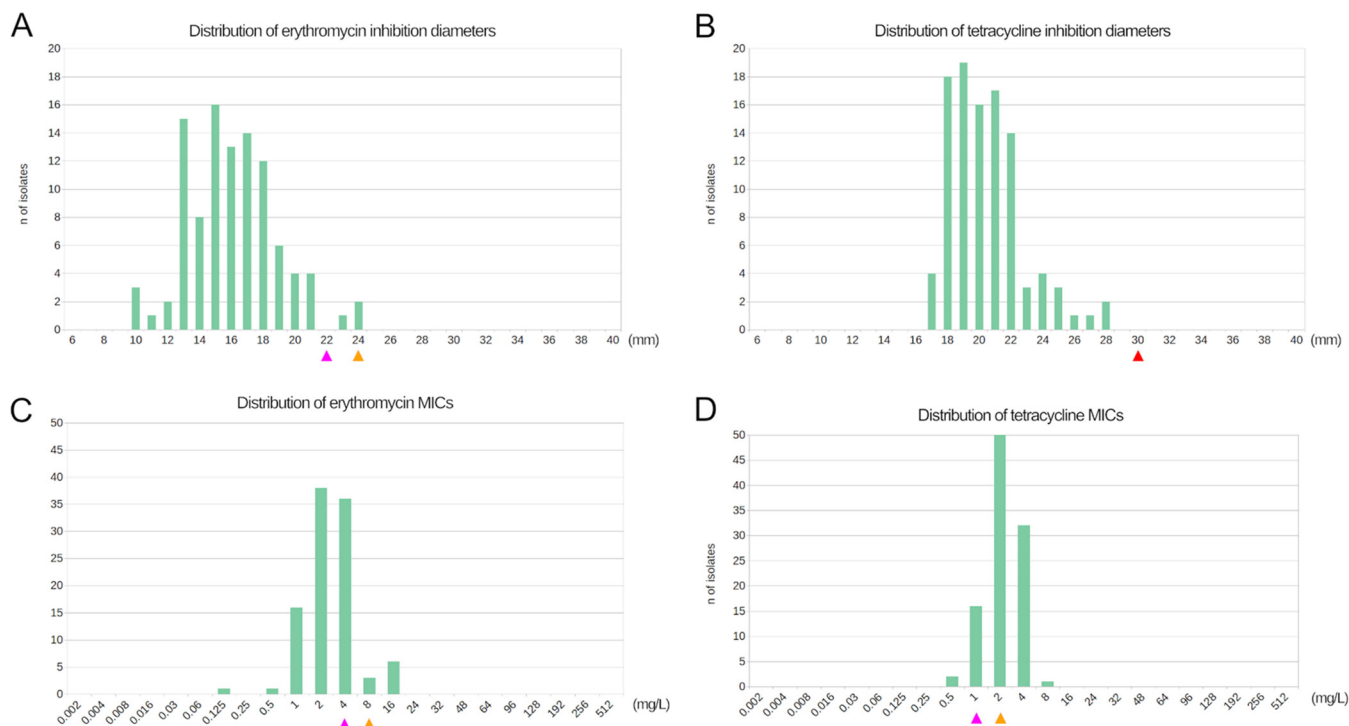 A
Distribution of erythromycin inhibition diameters
20
18
16
14
12
10
8
6
4
2
0
n of isolates
6 8 10 12 14 16 18 20 22 24 26 28 30 32 34 36 38 40 (mm)
B
Distribution of tetracycline inhibition diameters
20
18
16
14
12
10
8
6
4
2
0
n of isolates
6 8 10 12 14 16 18 20 22 24 26 28 30 32 34 36 38 40 (mm)
C
Distribution of erythromycin MICs
50
45
40
35
30
25
20
15
10
5
0
0.002 0.004 0.008 0.016 0.03 0.06 0.125 0.25 0.5 1 2 4 8 16 24 32 48 64 96 128 192 256 512 (mg/L)
D
Distribution of tetracycline MICs
50
45
40
35
30
25
20
15
10
5
0
n of isolates
0.002 0.004 0.008 0.016 0.03 0.06 0.125 0.25 0.5 1 2 4 8 16 24 32 48 64 96 128 192 256 512 (mg/L)